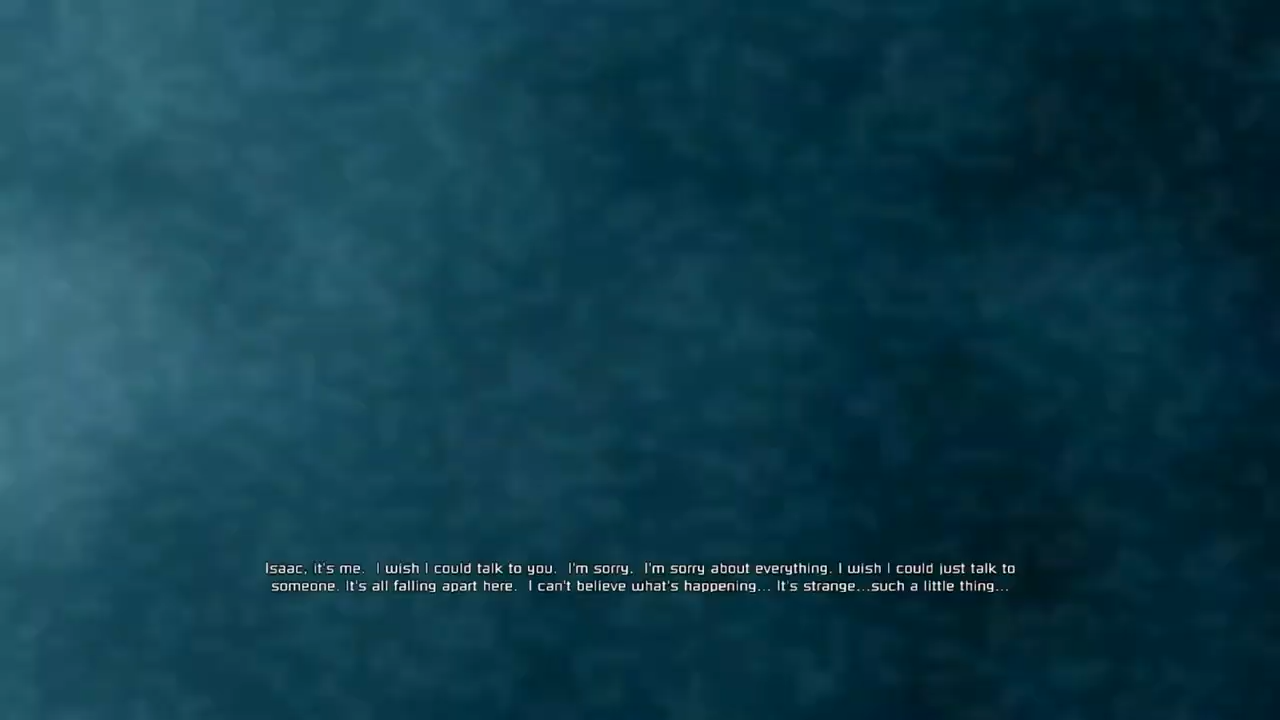 Isaac, it's me.  I wish I could talk to you.  I'm sorry.  I'm sorry about everything. I wish I could just talk to
someone. It's all falling apart here.  I can't believe what's happening... It's strange...such a little thing...